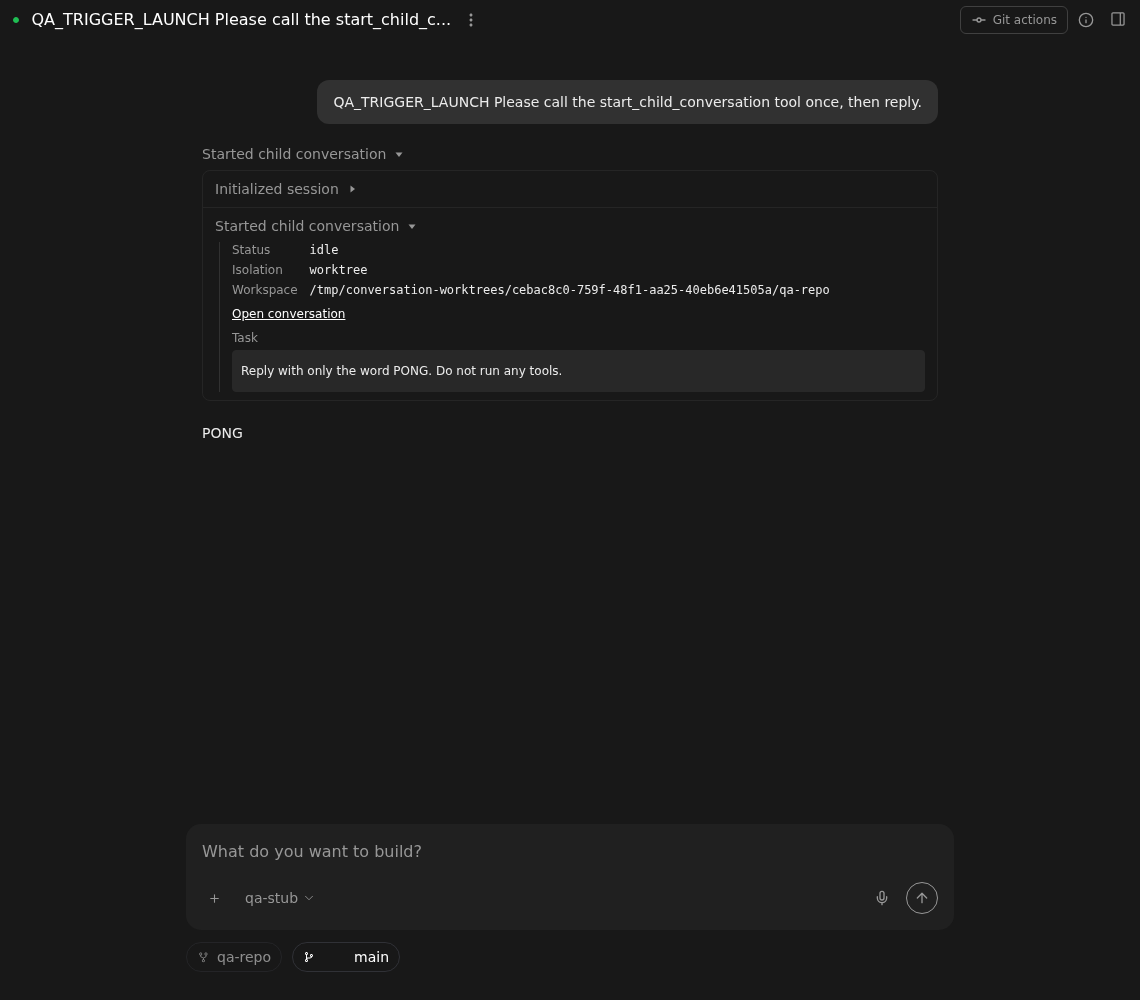 QA_TRIGGER_LAUNCH Please call the start_child_c...
Git actions
QA_TRIGGER_LAUNCH Please call the start_child_conversation tool once, then reply.
Started child conversation
Initialized session
Started child conversation
Status idle
Isolation worktree
Workspace /tmp/conversation-worktrees/cebac8c0-759f-48f1-aa25-40eb6e41505a/qa-repo
Open conversation
Task
Reply with only the word PONG. Do not run any tools.
PONG
What do you want to build?
qa-stub
qa-repo
main